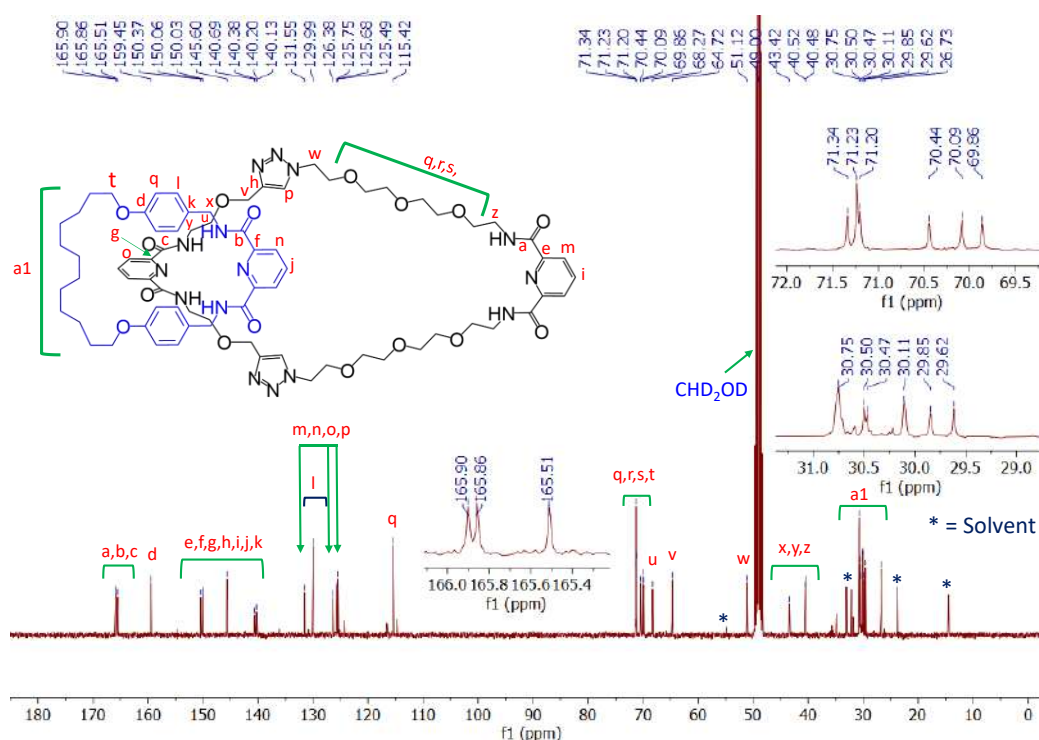 165.90
165.86
165.51
159.45
150.37
150.06
150.03
145.60
140.69
140.38
140.20
140.13
131.55
129.99
126.38
125.75
125.68
125.49
115.42
71.34
71.23
71.20
70.44
70.09
69.86
68.27
64.72
51.12
49.00
43.42
40.52
40.48
30.75
30.50
30.47
30.11
29.85
29.62
26.73
71.34
71.23
71.20
70.44
70.09
69.86
72.0 71.5 71.0 70.5 70.0 69.5
f1 (ppm)
30.75
30.50
30.47
30.11
29.85
29.62
31.0 30.5 30.0 29.5 29.0
f1 (ppm)
N N N
w
q,r,s,
h
v
p
t
q
l
d
k
x
u
y
z
a
b
c
e
f
g
m
n
o
i
j
a1
O
NH
HN
N
CHD2OD
m,n,o,p
l
165.90
165.86
165.51
166.0 165.8 165.6 165.4
f1 (ppm)
a,b,c
d
e,f,g,h,i,j,k
q
q,r,s,t
u
v
w
x,y,z
a1
* = Solvent
* * * *
180 170 160 150 140 130 120 110 100 90 80 70 60 50 40 30 20 10 0
f1 (ppm)